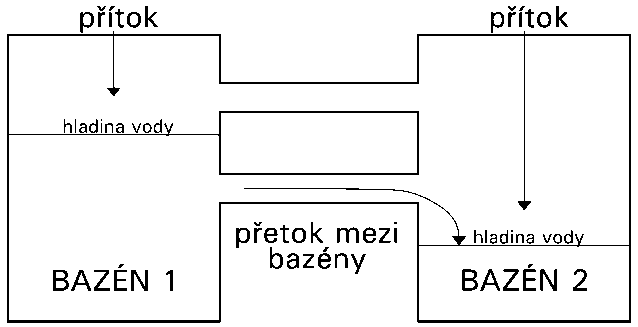 přítok
přítok
hladina vody
přetok mezi
bazény
hladina vody
BAZÉN 1
BAZÉN 2